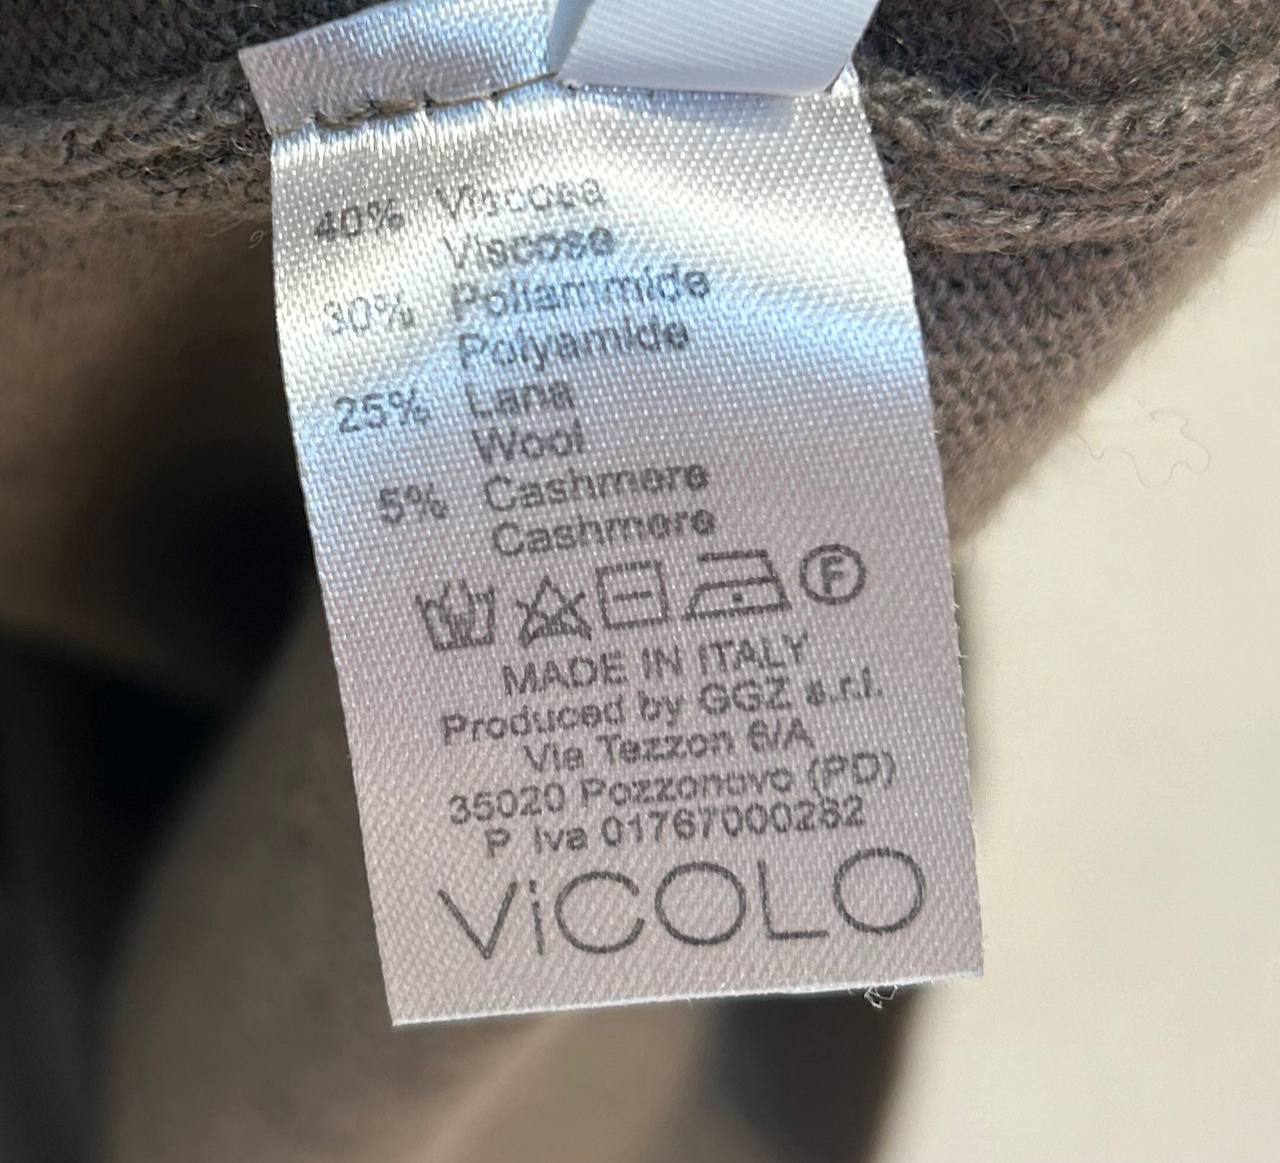 40% Viscosa
Viscose
30% Poliammide
Polyamide
25% Lana
Wool
5% Cashmere
Cashmere
F
MADE IN ITALY
Produced by GGZ s.r.l.
Via Tezzon 6/A
35020 Pozzonovo (PD)
P. Iva 01767000282
ViCOLO